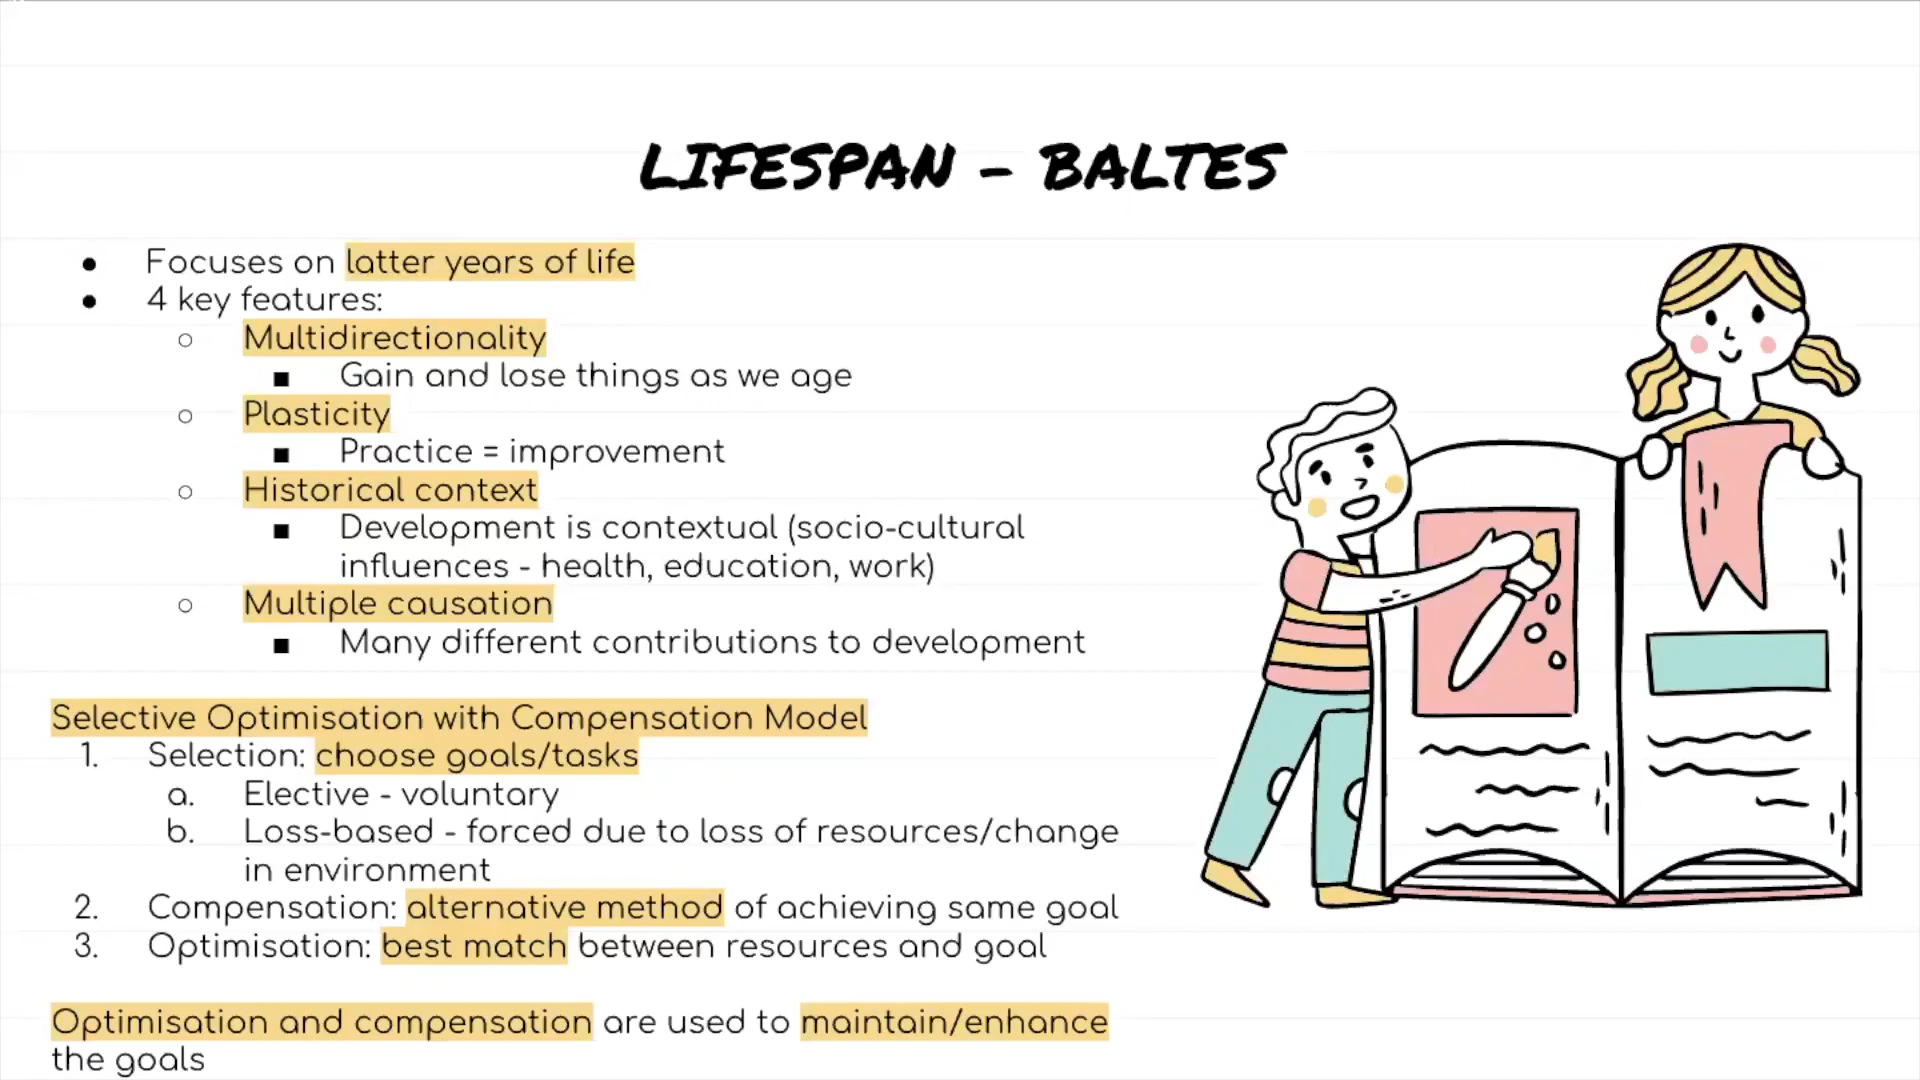 LIFESPAN - BALTES
● Focuses on latter years of life
● 4 key features:
○ Multidirectionality
■ Gain and lose things as we age
○ Plasticity
■ Practice = improvement
○ Historical context
■ Development is contextual (socio-cultural
influences - health, education, work)
○ Multiple causation
■ Many different contributions to development
Selective Optimisation with Compensation Model
1. Selection: choose goals/tasks
a. Elective - voluntary
b. Loss-based - forced due to loss of resources/change
in environment
2. Compensation: alternative method of achieving same goal
3. Optimisation: best match between resources and goal
Optimisation and compensation are used to maintain/enhance
the goals